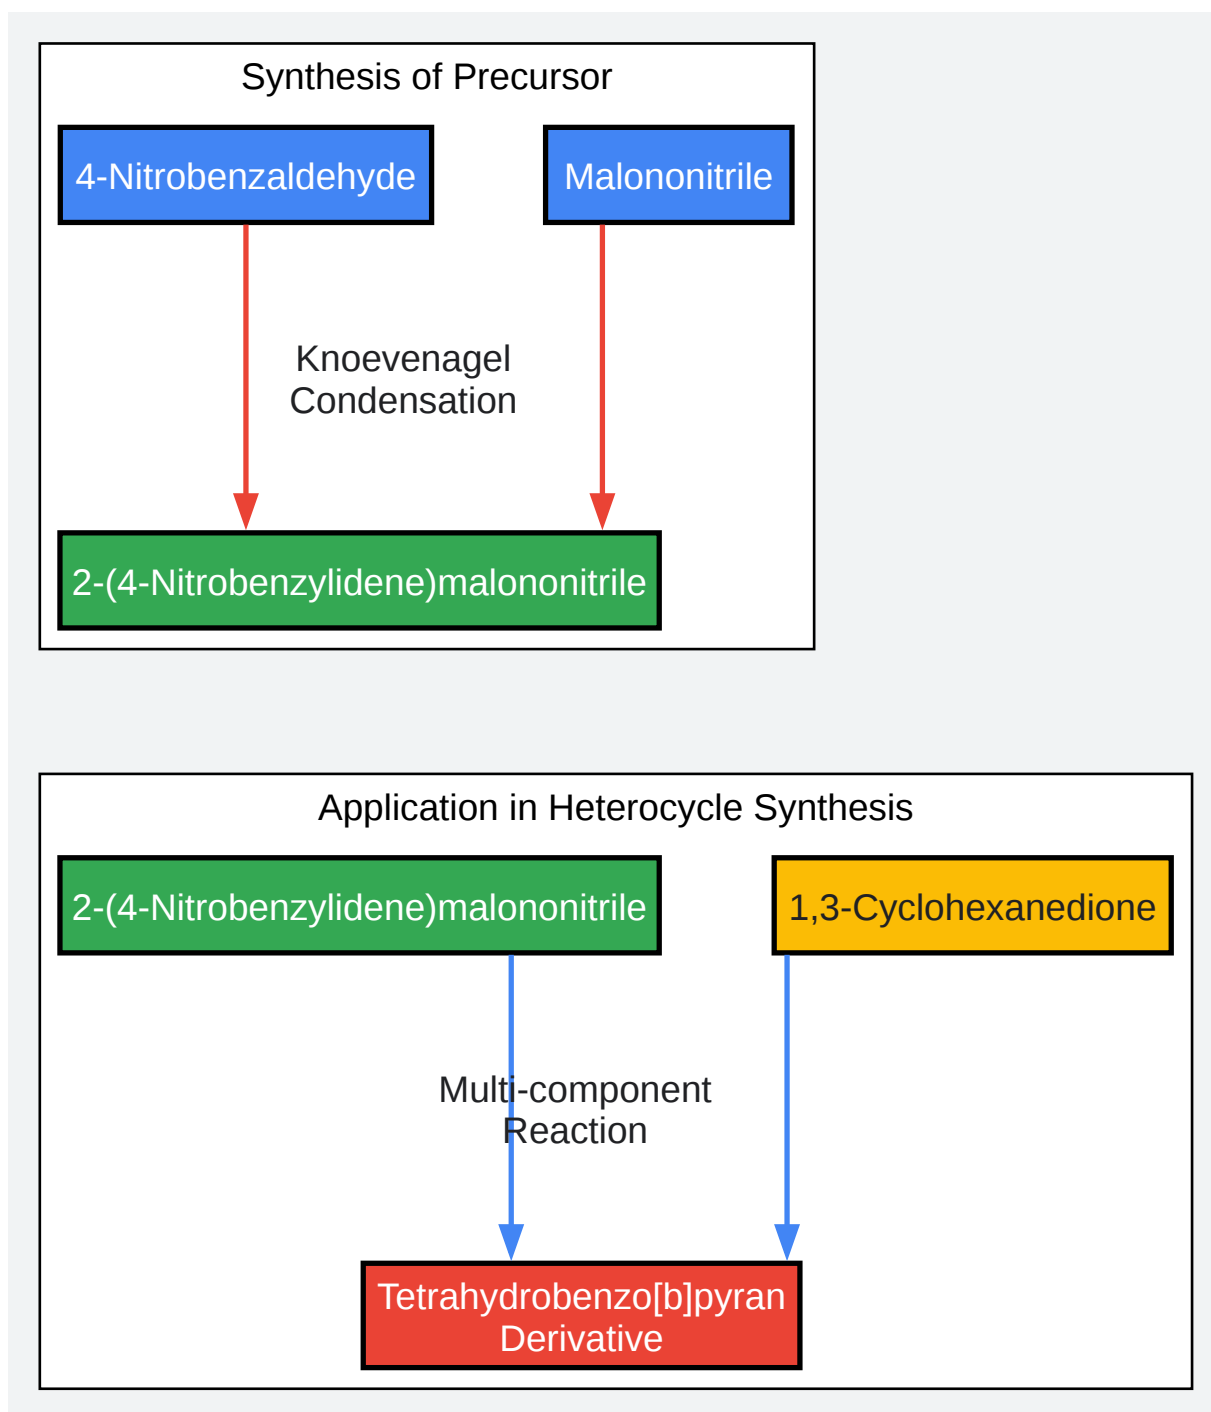 Synthesis of Precursor
4-Nitrobenzaldehyde
Malononitrile
Knoevenagel
Condensation
2-(4-Nitrobenzylidene)malononitrile
Application in Heterocycle Synthesis
2-(4-Nitrobenzylidene)malononitrile
1,3-Cyclohexanedione
Multi-component
Reaction
Tetrahydrobenzo[b]pyran
Derivative